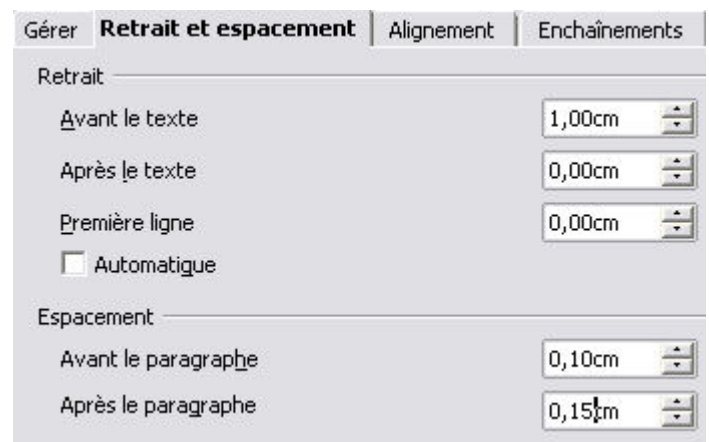 Gérer Retrait et espacement Alignement Enchaînements
Retrait
Avant le texte 1,00cm
Après le texte 0,00cm
Première ligne 0,00cm
Automatique
Espacement
Avant le paragraphe 0,10cm
Après le paragraphe 0,15cm